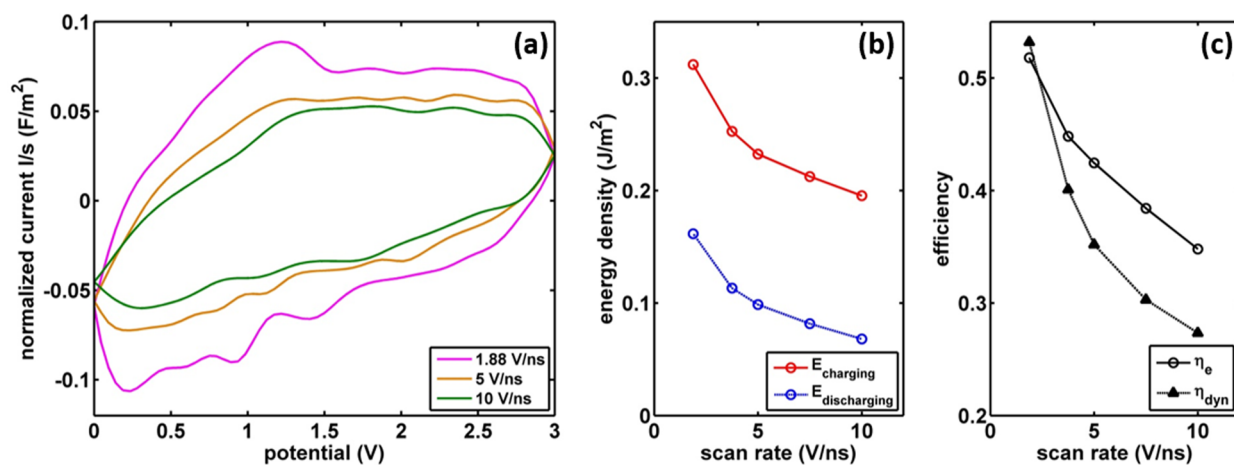 (a)
normalized current I/s (F/m²)
0.1
0.05
0
-0.05
-0.1
0
0.5
1
1.5
2
2.5
3
potential (V)
1.88 V/ns
5 V/ns
10 V/ns
(b)
energy density (J/m²)
0.3
0.2
0.1
0
0
5
10
scan rate (V/ns)
E_charging
E_discharging
(c)
efficiency
0.5
0.4
0.3
0.2
0
5
10
scan rate (V/ns)
η_e
η_dyn